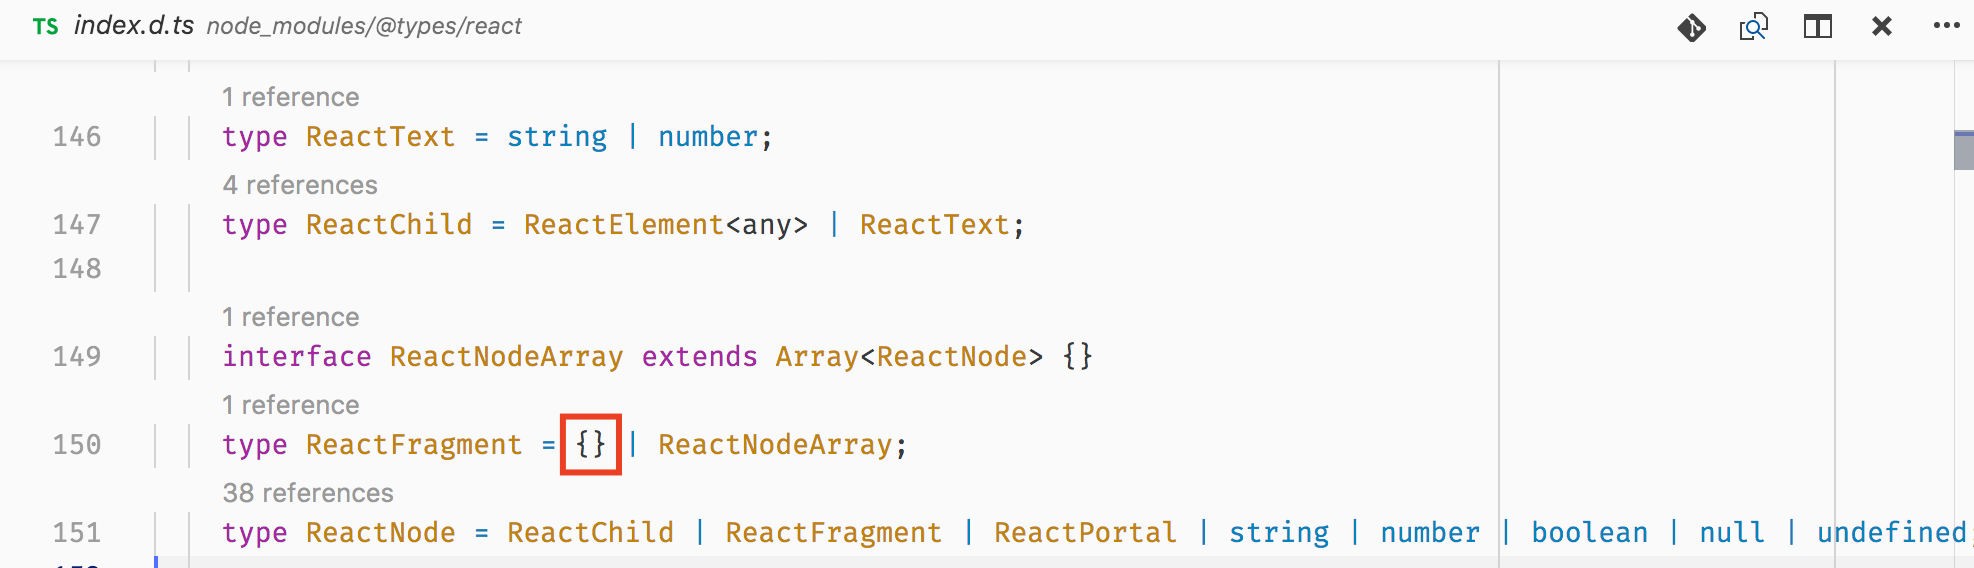 TS index.d.ts node_modules/@types/react
1 reference
146 type ReactText = string | number;
4 references
147 type ReactChild = ReactElement<any> | ReactText;
148
1 reference
149 interface ReactNodeArray extends Array<ReactNode> {}
1 reference
150 type ReactFragment = {} | ReactNodeArray;
38 references
151 type ReactNode = ReactChild | ReactFragment | ReactPortal | string | number | boolean | null | undefined;